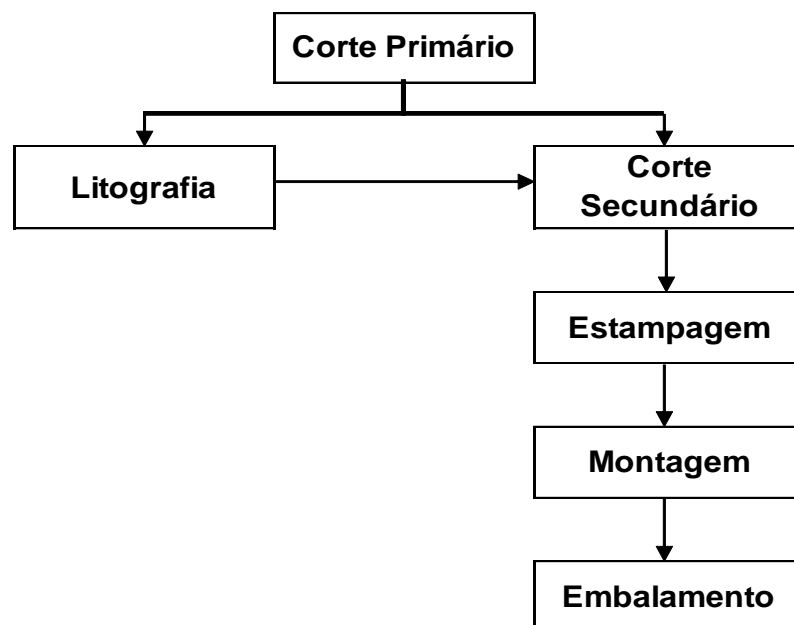 Corte Primário
Litografia
Corte
Secundário
Estampagem
Montagem
Embalamento